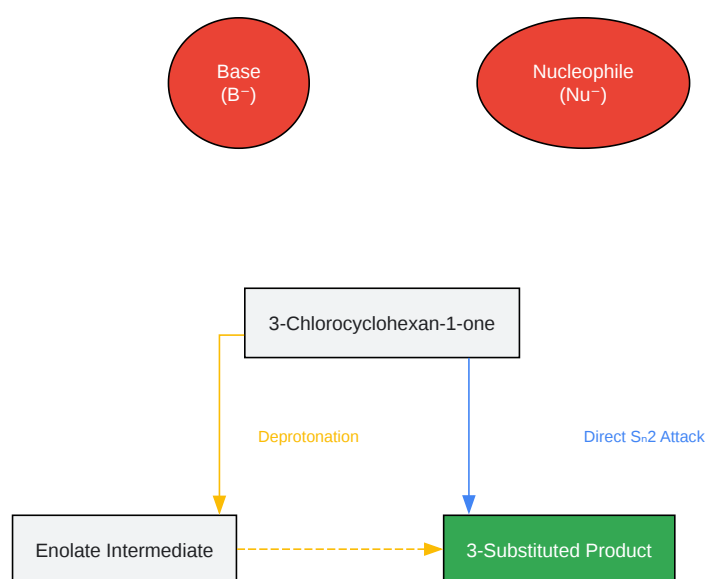 Base
(B⁻)
Nucleophile
(Nu⁻)
3-Chlorocyclohexan-1-one
Deprotonation
Direct Sₙ2 Attack
Enolate Intermediate
3-Substituted Product